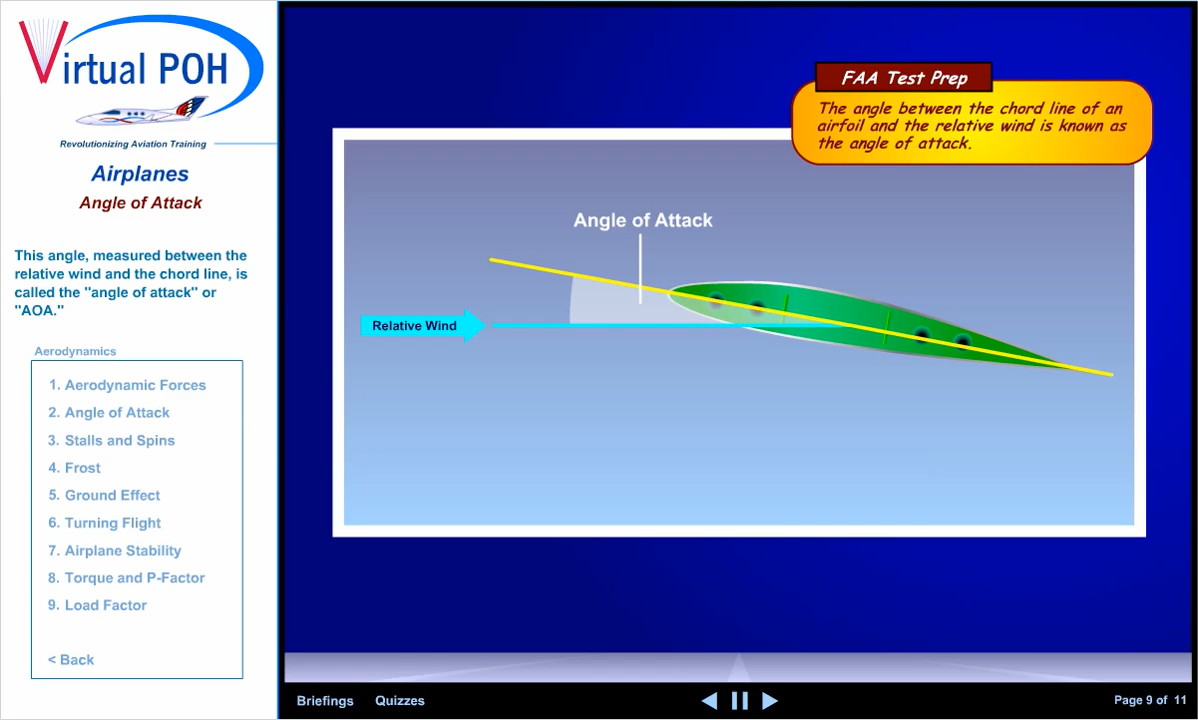 Virtual POH
Revolutionizing Aviation Training
Airplanes
Angle of Attack
This angle, measured between the
relative wind and the chord line, is
called the "angle of attack" or
"AOA."
Aerodynamics
1. Aerodynamic Forces
2. Angle of Attack
3. Stalls and Spins
4. Frost
5. Ground Effect
6. Turning Flight
7. Airplane Stability
8. Torque and P-Factor
9. Load Factor
< Back
FAA Test Prep
The angle between the chord line of an
airfoil and the relative wind is known as
the angle of attack.
Angle of Attack
Relative Wind
Briefings Quizzes
Page 9 of 11